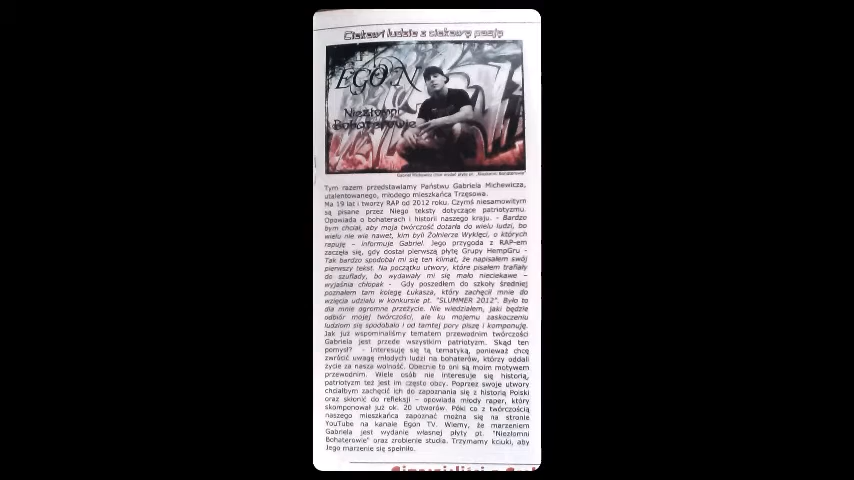 Ciekawi ludzie z ciekawą pasją
EGON
Niezłomni
Bohaterowie
Tym razem przedstawiamy Państwu Gabriela Michewicza,
utalentowanego, młodego mieszkańca Trzęsowa.
Ma 19 lat i tworzy RAP od 2012 roku. Czymś niesamowitym
są pisane przez Niego teksty dotyczące patriotyzmu.
Opowiada o bohaterach i historii naszego kraju. - Bardzo
bym chciał, aby moja twórczość dotarła do wielu ludzi, bo
wielu nie wie nawet, kim byli Żołnierze Wyklęci, o których
rapuję – informuje Gabriel. Jego przygoda z RAP-em
zaczęła się, gdy dostał pierwszą płytę Grupy HempGru -
Tak bardzo spodobał mi się ten klimat, że napisałem swój
pierwszy tekst. Na początku utwory, które pisałem trafiały
do szuflady, bo wydawały mi się mało nieciekawe –
wyjaśnia chłopak - Gdy poszedłem do szkoły średniej
poznałem tam kolegę Łukasza, który zachęcił mnie do
wzięcia udziału w konkursie pt. "SLUMMER 2012". Było to
dla mnie ogromne przeżycie. Nie wiedziałem, jaki będzie
odbiór mojej twórczości, ale ku mojemu zaskoczeniu
ludziom się spodobało i od tamtej pory piszę i komponuję.
Jak już wspominaliśmy tematem przewodnim twórczości
Gabriela jest przede wszystkim patriotyzm. Skąd ten
pomysł? - Interesuję się tą tematyką, ponieważ chcę
zwrócić uwagę młodych ludzi na bohaterów, którzy oddali
życie za nasza wolność. Obecnie to oni są moim motywem
przewodnim. Wiele osób nie interesuje się historią,
patriotyzm też jest im często obcy. Poprzez swoje utwory
chciałbym zachęcić ich do zapoznania się z historią Polski
oraz skłonić do refleksji – opowiada młody raper, który
skomponował już ok. 20 utworów. Póki co z twórczością
naszego mieszkańca zapoznać można się na stronie
YouTube na kanale Egon TV. Wiemy, że marzeniem
Gabriela jest wydanie własnej płyty pt. "Niezłomni
Bohaterowie" oraz zrobienie studia. Trzymamy kciuki, aby
Jego marzenie się spełniło.